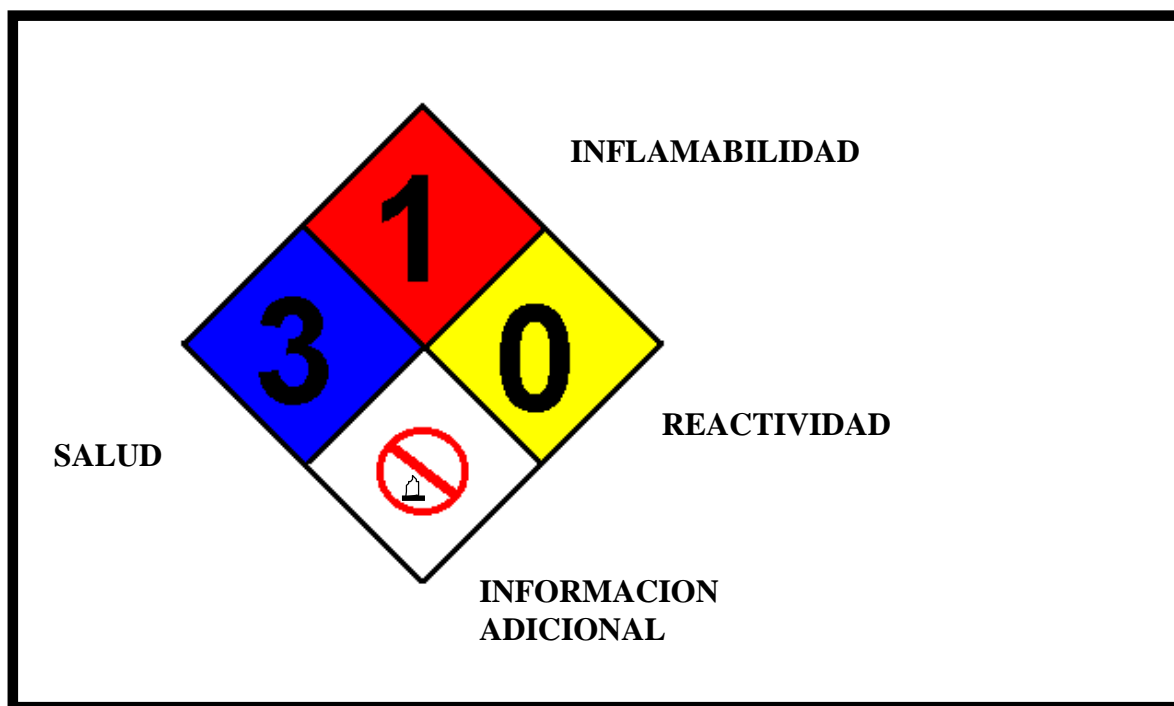 INFLAMABILIDAD
1
3
0
REACTIVIDAD
SALUD
INFORMACION
ADICIONAL